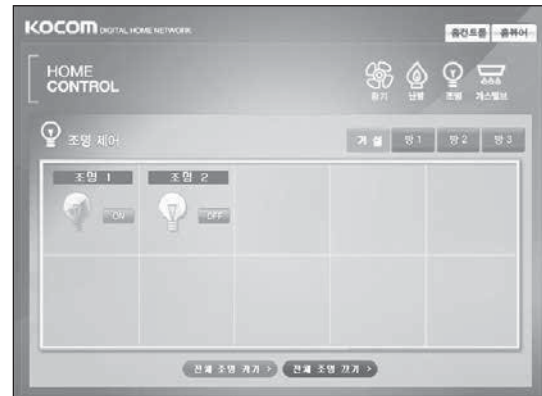 KOCOM DIGITAL HOME NETWORK
홈컨트롤 홈뷰어
HOME
CONTROL
환기 난방 조명 가스밸브
조명 제어
거 실 방 1 방 2 방 3
조명 1 조명 2
ON OFF
전체 조명 켜기 >
전체 조명 끄기 >